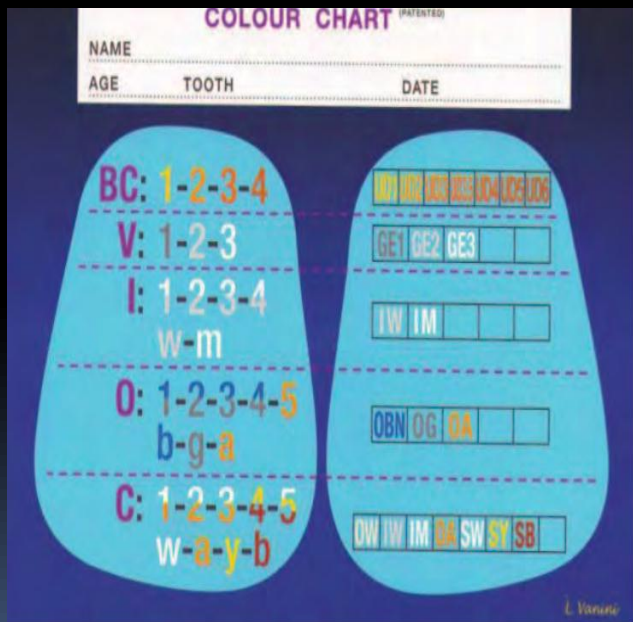 COLOUR CHART (PATENTED)
NAME
AGE TOOTH DATE
BC: 1-2-3-4
V: 1-2-3
I: 1-2-3-4
w-m
O: 1-2-3-4-5
b-g-a
C: 1-2-3-4-5
w-a-y-b
UD1 UD2 UD3 UD4 UD5 UD6
GE1 GE2 GE3
IW IM
OBN OG OA
OW IW IM OA SW SY SB
L. Vanini